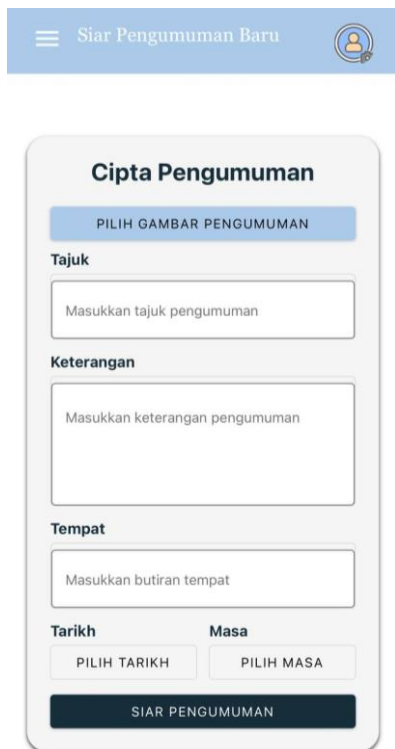 Siar Pengumuman Baru
Cipta Pengumuman
PILIH GAMBAR PENGUMUMAN
Tajuk
Masukkan tajuk pengumuman
Keterangan
Masukkan keterangan pengumuman
Tempat
Masukkan butiran tempat
Tarikh Masa
PILIH TARIKH PILIH MASA
SIAR PENGUMUMAN